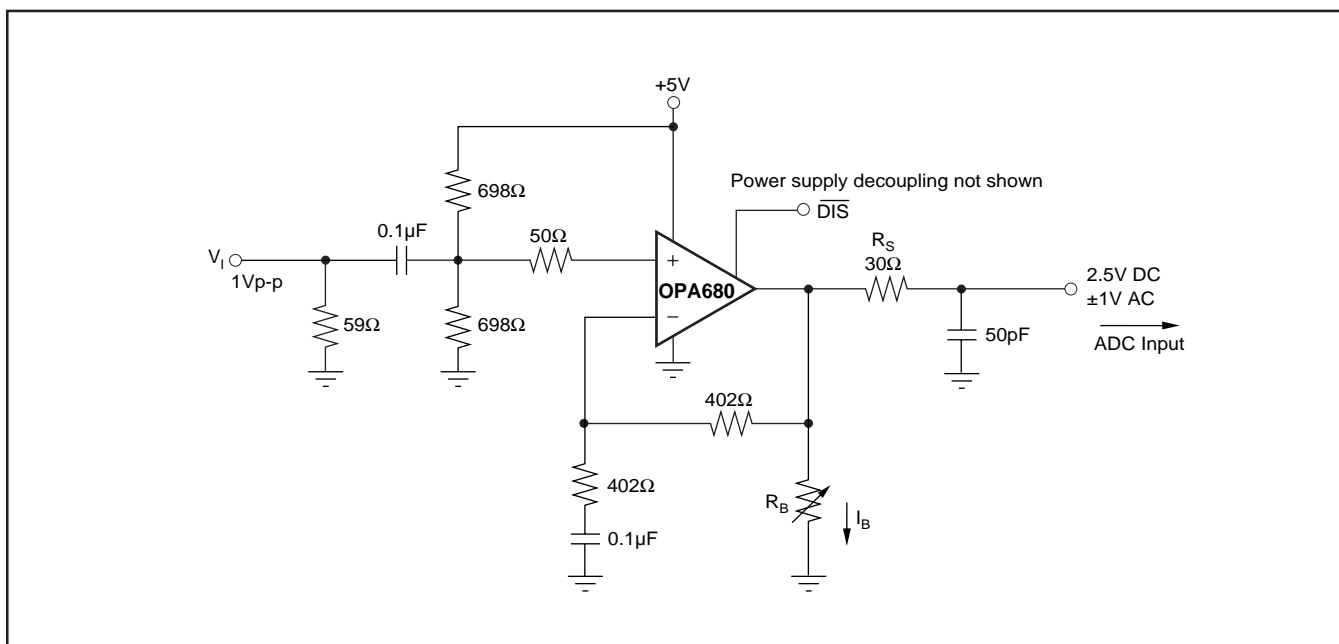 +5V
698Ω
Power supply decoupling not shown
DIS
0.1µF
50Ω
V_I
1Vp-p
59Ω
698Ω
+
OPA680
−
R_S
30Ω
2.5V DC
±1V AC
50pF
ADC Input
402Ω
402Ω
R_B
I_B
0.1µF